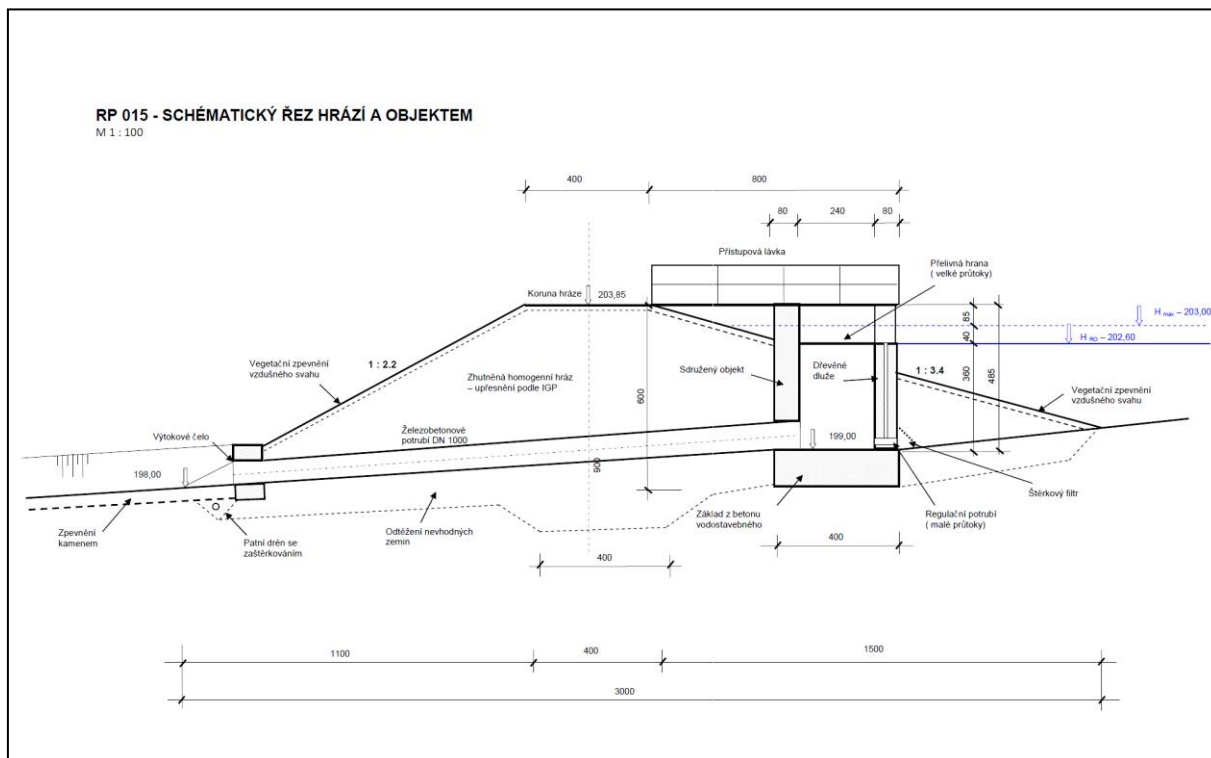 RP 015 - SCHÉMATICKÝ ŘEZ HRÁZÍ A OBJEKTEM
M 1 : 100
400
800
80
240
80
Přístupová lávka
Přelivná hrana
( velké průtoky)
Koruna hráze
203,85
H max – 203,00
85
H RO – 202,60
40
Vegetační zpevnění
vzdušného svahu
1 : 2.2
Zhutněná homogenní hráz
– upřesnění podle IGP
Sdružený objekt
Dřevěné
dluže
1 : 3.4
360
485
Vegetační zpevnění
vzdušného svahu
600
Železobetonové
potrubí DN 1000
Výtokové čelo
199,00
198,00
900
Štěrkový filtr
Zpevnění
kamenem
Patní drén se
zaštěrkováním
Odtěžení nevhodných
zemin
Základ z betonu
vodostavebného
Regulační potrubí
( malé průtoky)
400
400
1100
400
1500
3000